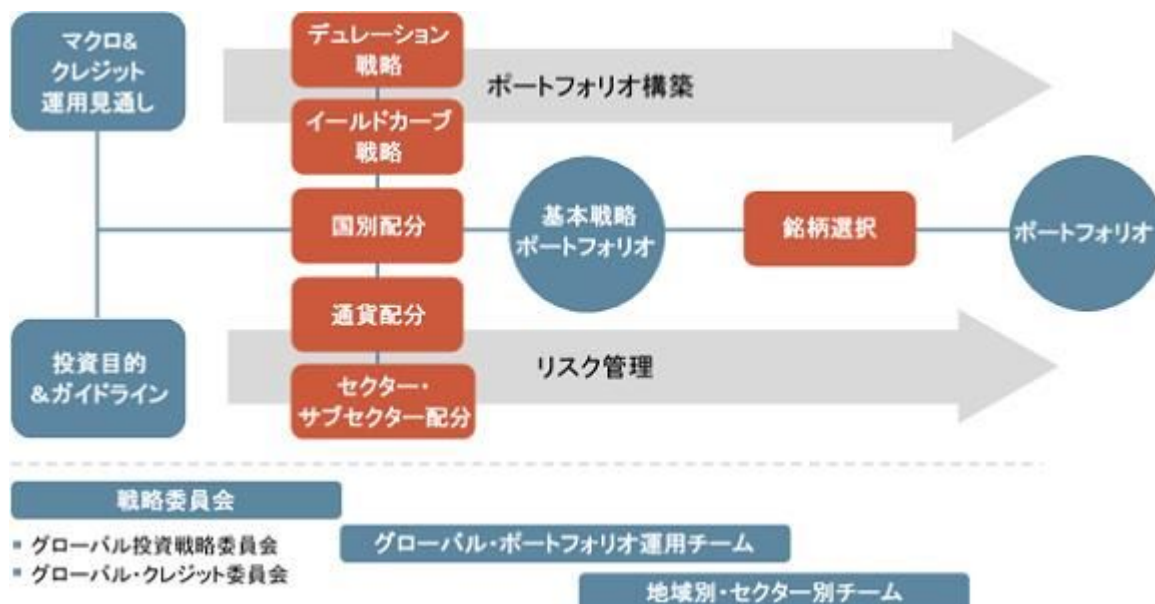 マクロ&
クレジット
運用見通し
デュレーション
戦略
ポートフォリオ構築
イールドカーブ
戦略
国別配分
基本戦略
ポートフォリオ
銘柄選択
ポートフォリオ
通貨配分
投資目的
&ガイドライン
リスク管理
セクター・
サブセクター配分
戦略委員会
▪ グローバル投資戦略委員会
▪ グローバル・クレジット委員会
グローバル・ポートフォリオ運用チーム
地域別・セクター別チーム